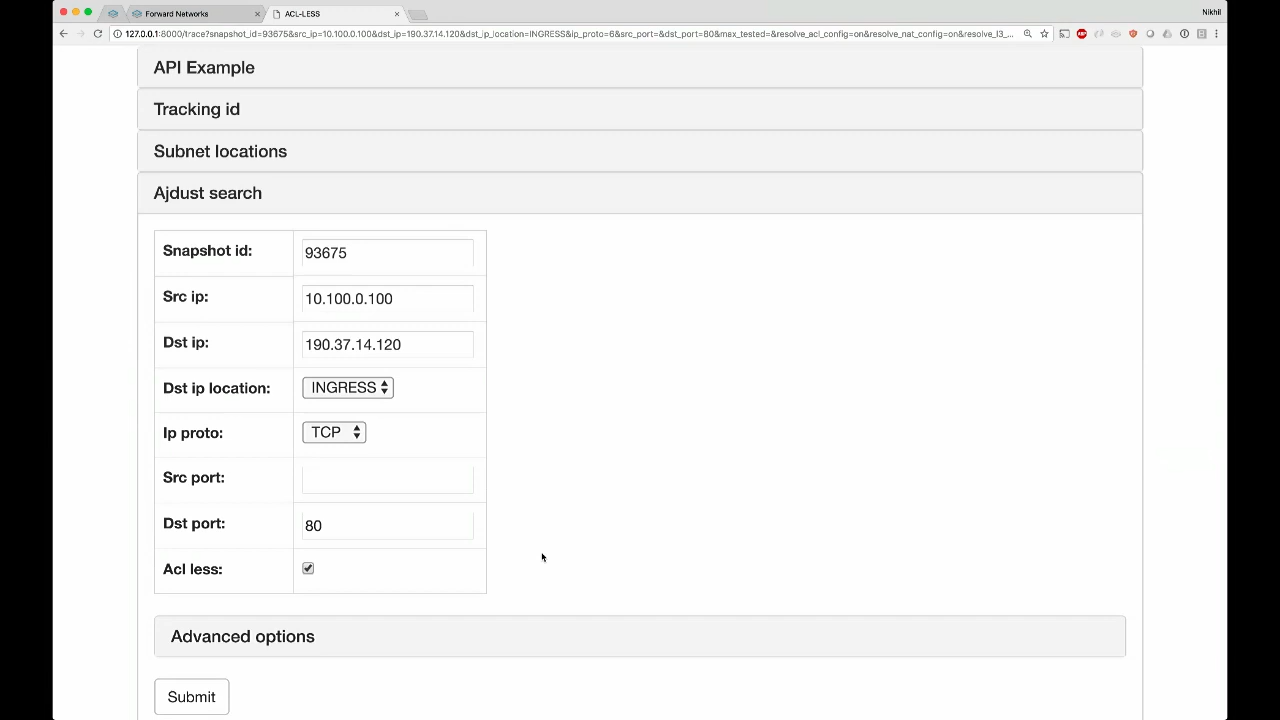 Nikhil
Forward Networks
ACL-LESS
127.0.0.1:8000/trace?snapshot_id=93675&src_ip=10.100.0.100&dst_ip=190.37.14.120&dst_ip_location=INGRESS&ip_proto=6&src_port=&dst_port=80&max_tested=&resolve_acl_config=on&resolve_nat_config=on&resolve_l3_...
API Example
Tracking id
Subnet locations
Ajdust search
Snapshot id: 93675
Src ip: 10.100.0.100
Dst ip: 190.37.14.120
Dst ip location: INGRESS
Ip proto: TCP
Src port:
Dst port: 80
Acl less:
Advanced options
Submit